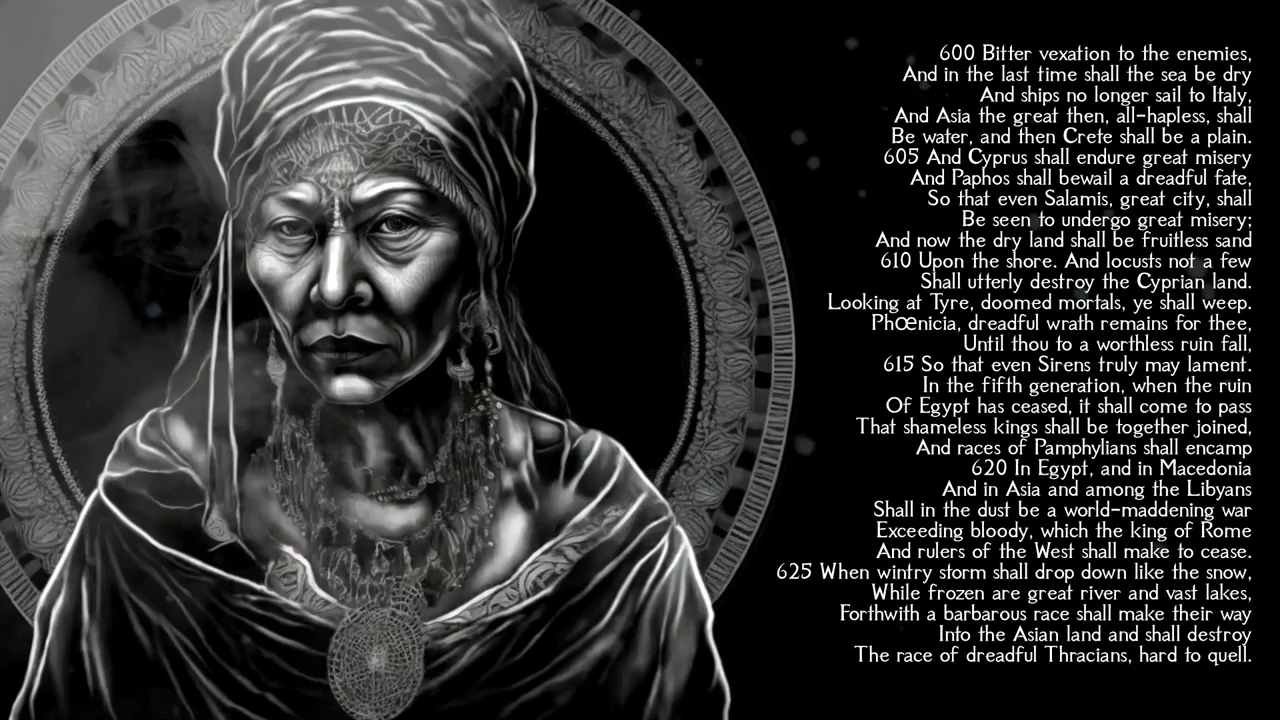 600 Bitter vexation to the enemies,
And in the last time shall the sea be dry
And ships no longer sail to Italy,
And Asia the great then, all-hapless, shall
Be water, and then Crete shall be a plain.
605 And Cyprus shall endure great misery
And Paphos shall bewail a dreadful fate,
So that even Salamis, great city, shall
Be seen to undergo great misery;
And now the dry land shall be fruitless sand
610 Upon the shore. And locusts not a few
Shall utterly destroy the Cyprian land.
Looking at Tyre, doomed mortals, ye shall weep.
Phœnicia, dreadful wrath remains for thee,
Until thou to a worthless ruin fall,
615 So that even Sirens truly may lament.
In the fifth generation, when the ruin
Of Egypt has ceased, it shall come to pass
That shameless kings shall be together joined,
And races of Pamphylians shall encamp
620 In Egypt, and in Macedonia
And in Asia and among the Libyans
Shall in the dust be a world-maddening war
Exceeding bloody, which the king of Rome
And rulers of the West shall make to cease.
625 When wintry storm shall drop down like the snow,
While frozen are great river and vast lakes,
Forthwith a barbarous race shall make their way
Into the Asian land and shall destroy
The race of dreadful Thracians, hard to quell.